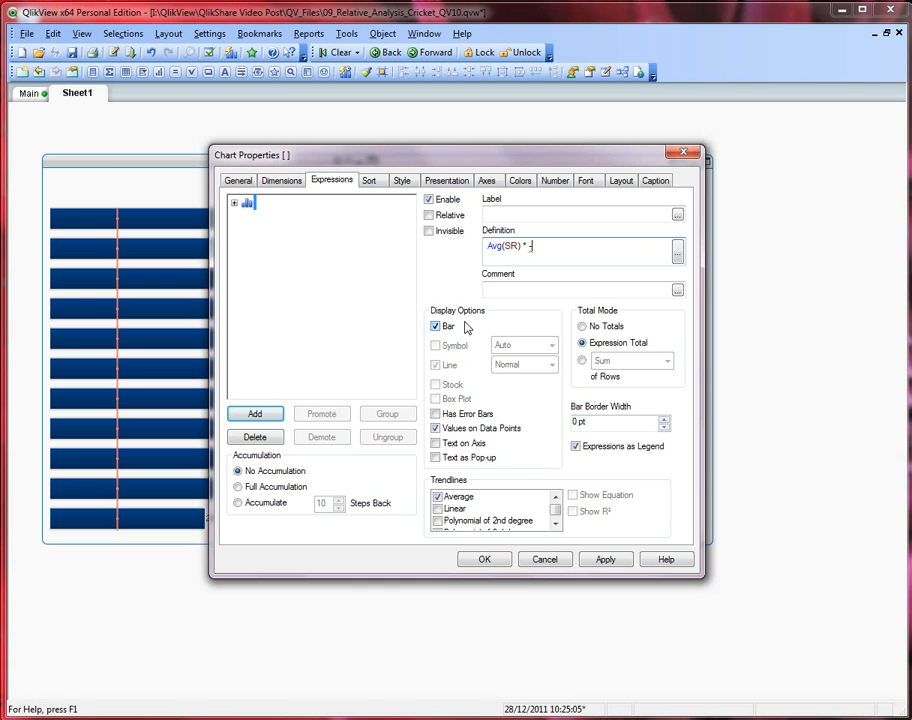 QlikView x64 Personal Edition - [I:\QlikView\QlikShare Video Post\QV_Files\09_Relative_Analysis_Cricket_QV10.qvw*]
File Edit View Selections Layout Settings Bookmarks Reports Tools Object Window Help
Clear Back Forward Lock Unlock
Main Sheet1
Chart Properties [ ]
General Dimensions Expressions Sort Style Presentation Axes Colors Number Font Layout Caption
Enable
Relative
Invisible
Label
Definition
Avg(SR) * -
Comment
Display Options
Bar
Symbol Auto
Line Normal
Stock
Box Plot
Has Error Bars
Values on Data Points
Text on Axis
Text as Pop-up
Total Mode
No Totals
Expression Total
Sum
of Rows
Bar Border Width
0 pt
Expressions as Legend
Add Promote Group
Delete Demote Ungroup
Accumulation
No Accumulation
Full Accumulation
Accumulate 10 Steps Back
Trendlines
Average
Linear
Polynomial of 2nd degree
Show Equation
Show R²
OK Cancel Apply Help
For Help, press F1
28/12/2011 10:25:05*